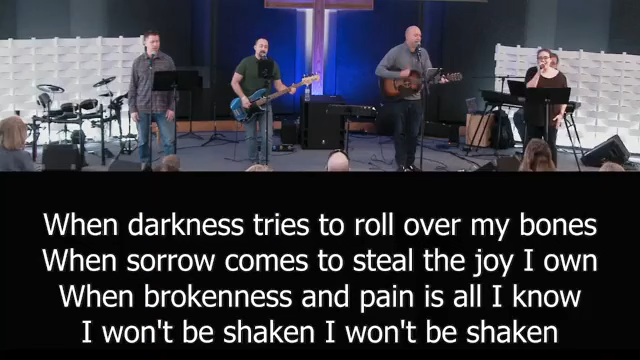 When darkness tries to roll over my bones
When sorrow comes to steal the joy I own
When brokenness and pain is all I know
I won't be shaken I won't be shaken